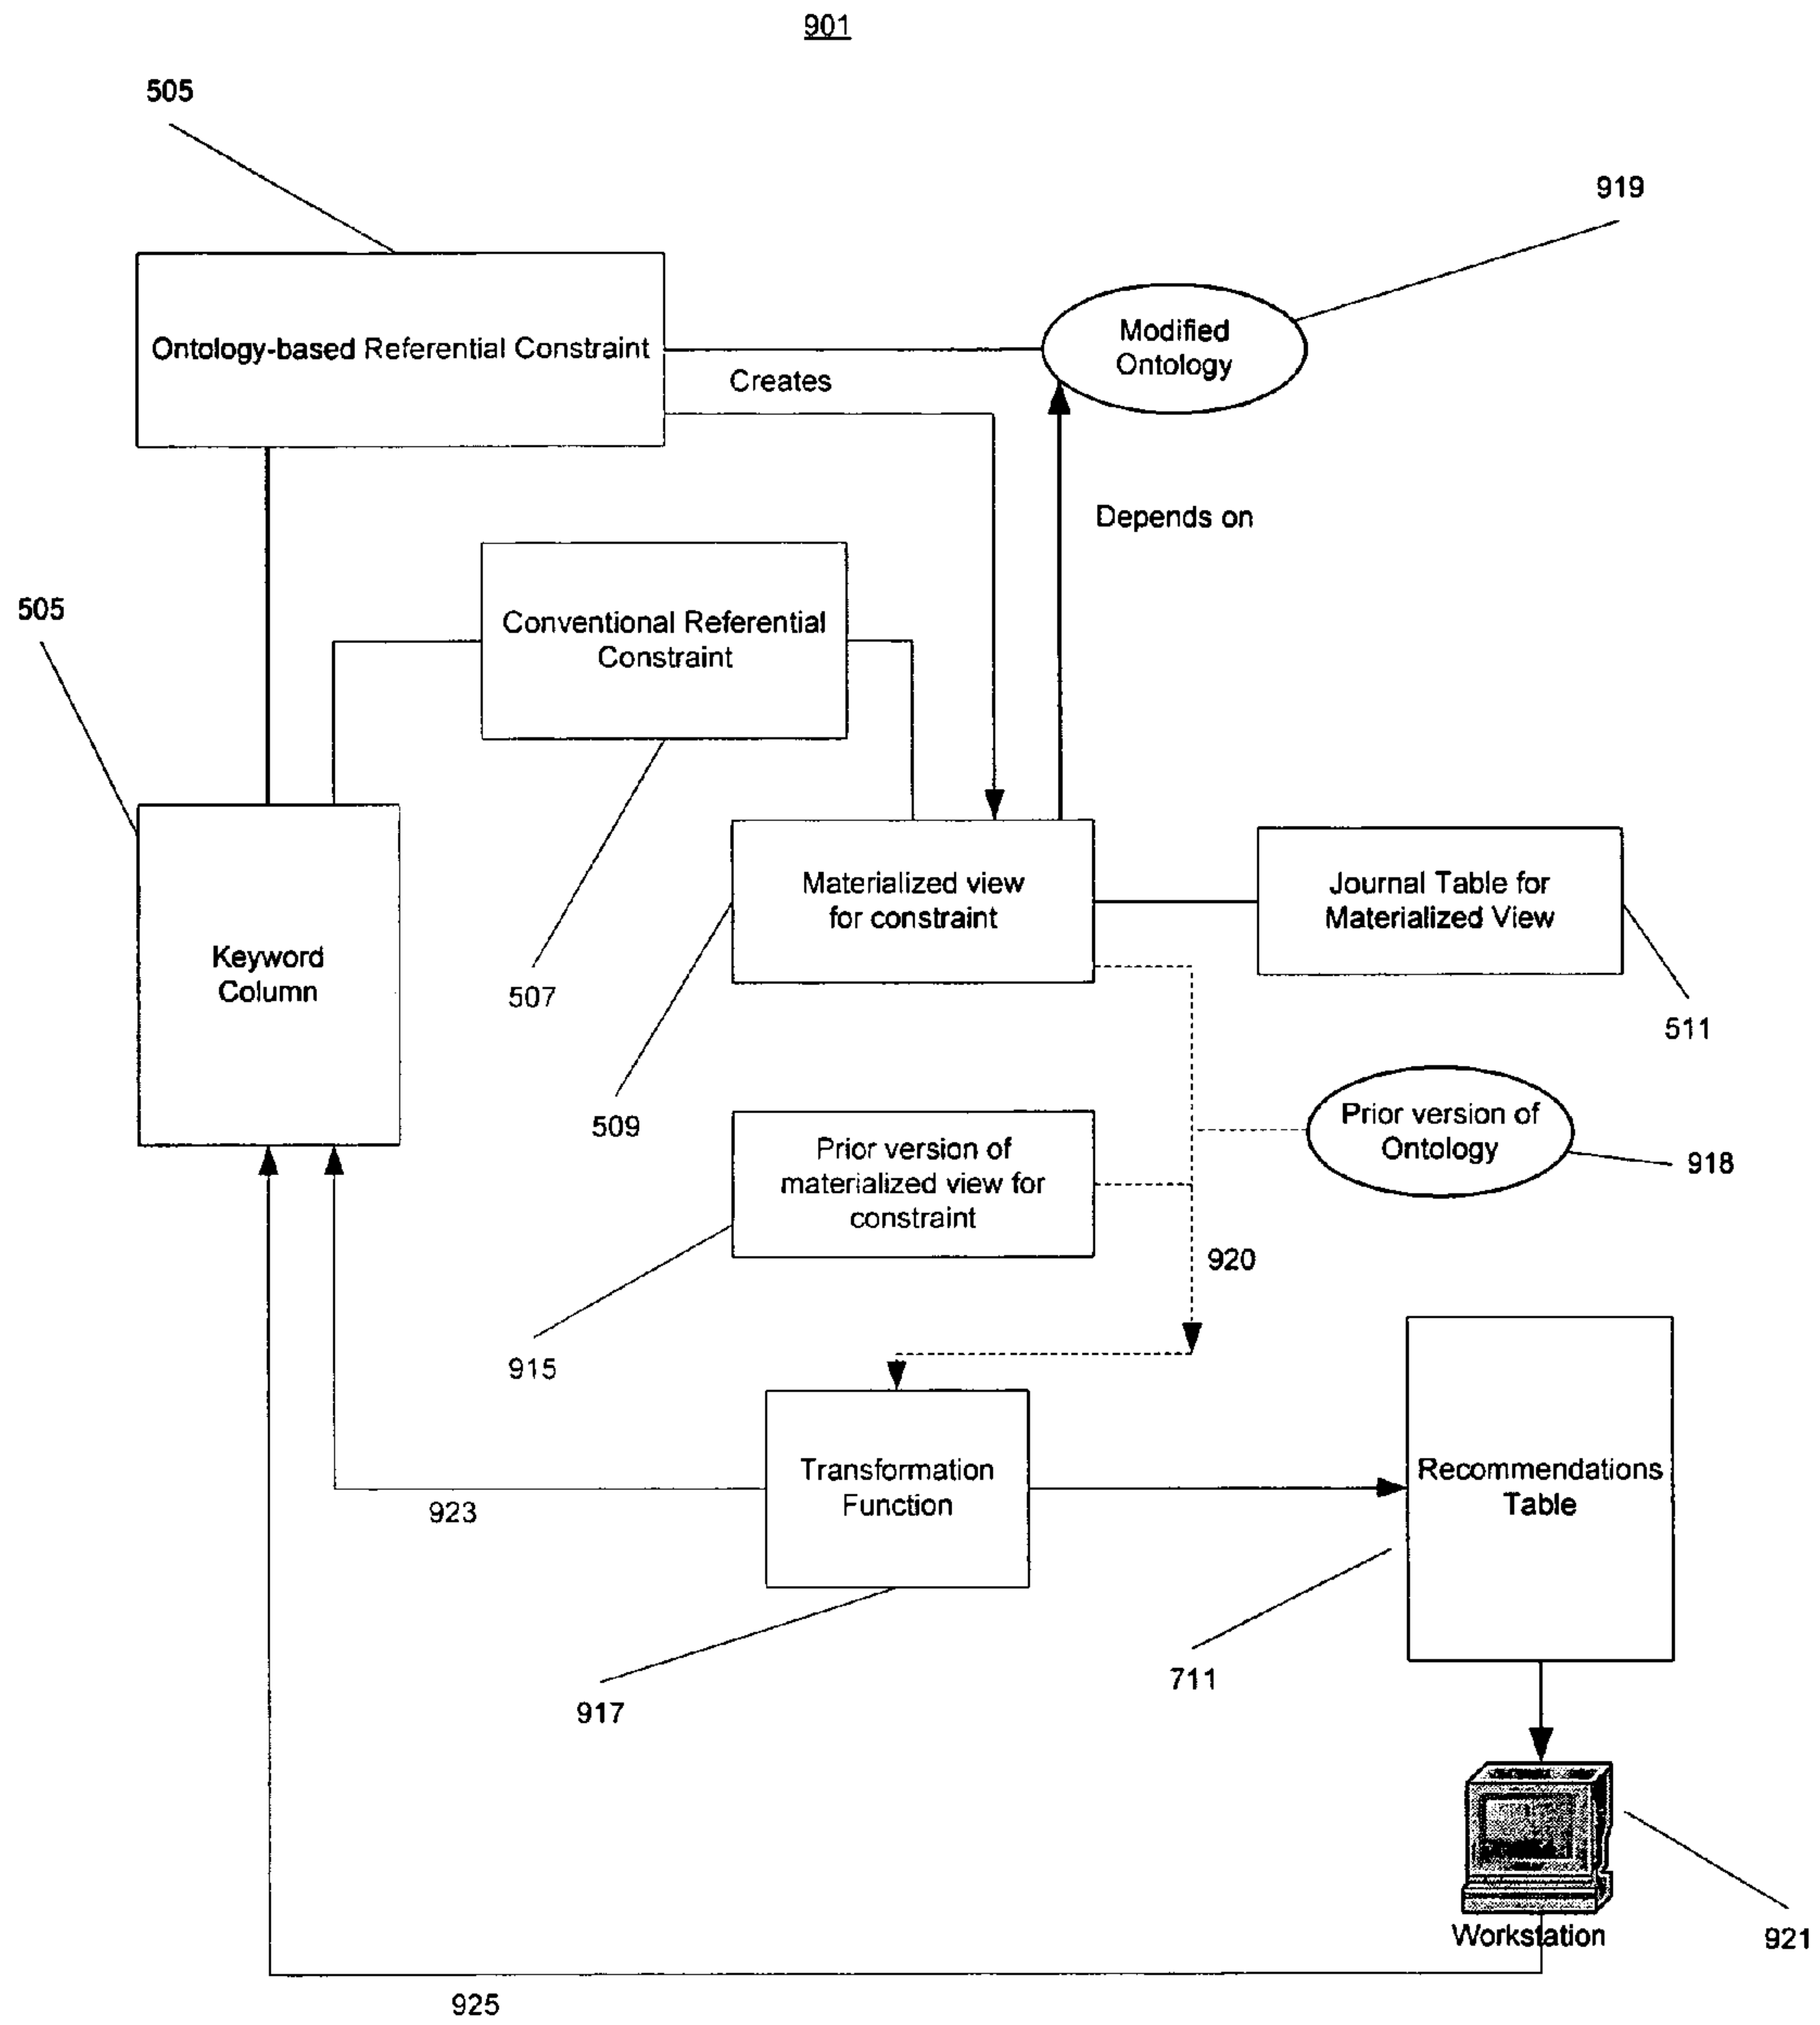 901
505
919
Ontology-based Referential Constraint
Modified
Ontology
Creates
Depends on
505
Conventional Referential
Constraint
Materialized view
for constraint
Journal Table for
Materialized View
Keyword
Column
507
511
509
Prior version of
Ontology
Prior version of
materialized view for
constraint
918
920
915
Transformation
Function
Recommendations
Table
923
711
917
Workstation
921
925